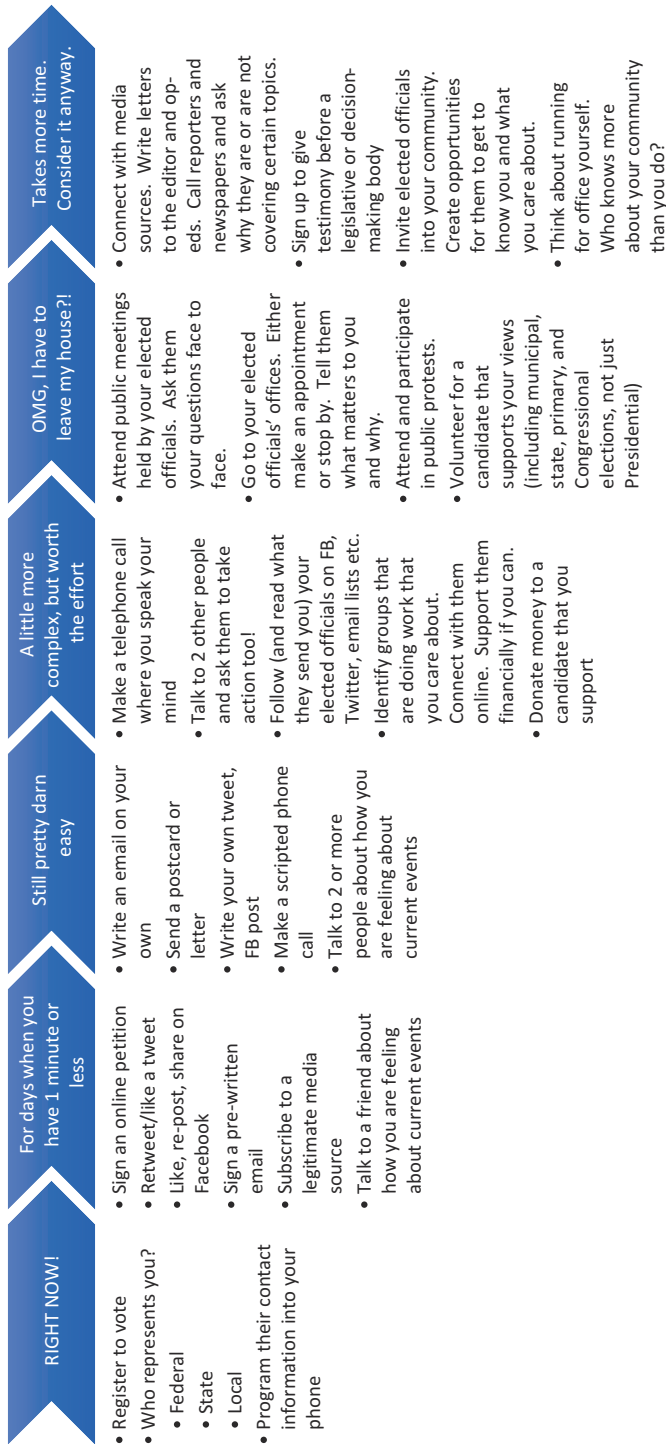 RIGHT NOW!
• Register to vote
• Who represents you?
• Federal
• State
• Local
• Program their contact
information into your
phone
For days when you
have 1 minute or
less
• Sign an online petition
• Retweet/like a tweet
• Like, re-post, share on
Facebook
• Sign a pre-written
email
• Subscribe to a
legitimate media
source
• Talk to a friend about
how you are feeling
about current events
Still pretty darn
easy
• Write an email on your
own
• Send a postcard or
letter
• Write your own tweet,
FB post
• Make a scripted phone
call
• Talk to 2 or more
people about how you
are feeling about
current events
A little more
complex, but worth
the effort
• Make a telephone call
where you speak your
mind
• Talk to 2 other people
and ask them to take
action too!
• Follow (and read what
they send you) your
elected officials on FB,
Twitter, email lists etc.
• Identify groups that
are doing work that
you care about.
Connect with them
online. Support them
financially if you can.
• Donate money to a
candidate that you
support
OMG, I have to
leave my house?!
• Attend public meetings
held by your elected
officials. Ask them
your questions face to
face.
• Go to your elected
officials’ offices. Either
make an appointment
or stop by. Tell them
what matters to you
and why.
• Attend and participate
in public protests.
• Volunteer for a
candidate that
supports your views
(including municipal,
state, primary, and
Congressional
elections, not just
Presidential)
Takes more time.
Consider it anyway.
• Connect with media
sources. Write letters
to the editor and op-
eds. Call reporters and
newspapers and ask
why they are or are not
covering certain topics.
• Sign up to give
testimony before a
legislative or decision-
making body
• Invite elected officials
into your community.
Create opportunities
for them to get to
know you and what
you care about.
• Think about running
for office yourself.
Who knows more
about your community
than you do?